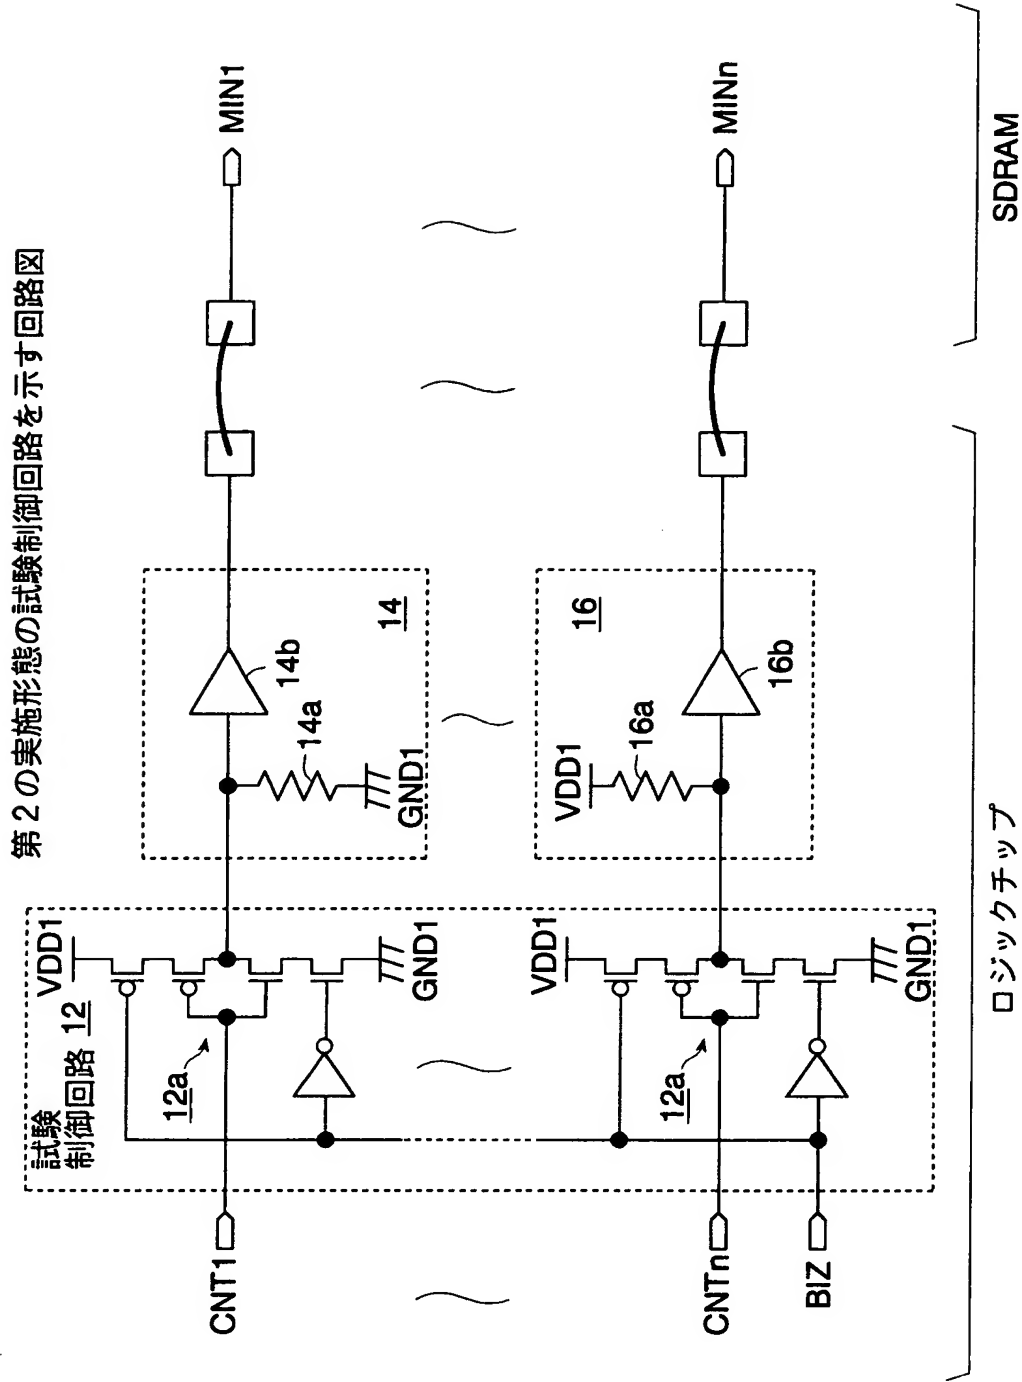 第2の実施形態の試験制御回路を示す回路図
試験
制御回路 12
VDD1
12a
GND1
CNT1
14a
GND1
14b
14
MIN1
VDD1
12a
GND1
CNTn
BIZ
VDD1
16a
16b
16
MINn
ロジックチップ
SDRAM